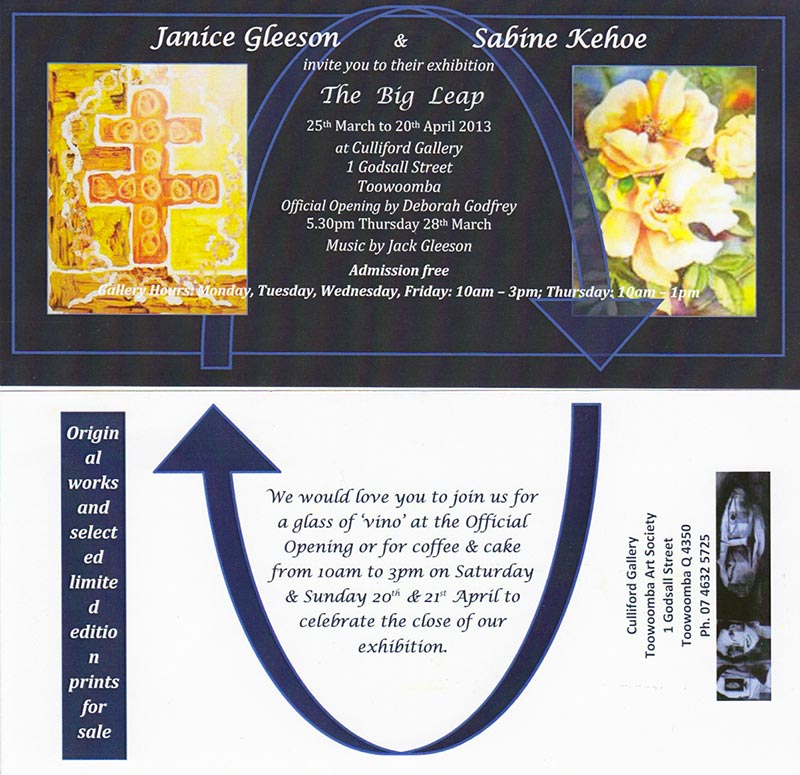 Janice Gleeson & Sabine Kehoe
invite you to their exhibition
The Big Leap
25th March to 20th April 2013
at Culliford Gallery
1 Godsall Street
Toowoomba
Official Opening by Deborah Godfrey
5.30pm Thursday 28th March
Music by Jack Gleeson
Admission free
Gallery Hours: Monday, Tuesday, Wednesday, Friday: 10am – 3pm; Thursday: 10am – 1pm
Origin
al
works
and
select
ed
limite
d
editio
n
prints
for
sale
We would love you to join us for
a glass of ‘vino’ at the Official
Opening or for coffee & cake
from 10am to 3pm on Saturday
& Sunday 20th & 21st April to
celebrate the close of our
exhibition.
Culliford Gallery
Toowoomba Art Society
1 Godsall Street
Toowoomba Q 4350
Ph. 07 4632 5725